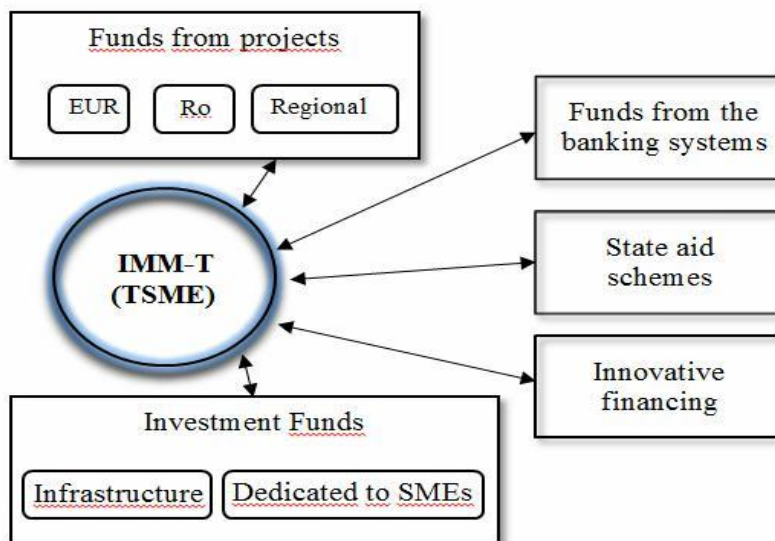 Funds from projects
EUR
Ro
Regional
Funds from the
banking systems
IMM-T
(TSME)
State aid
schemes
Innovative
financing
Investment Funds
Infrastructure
Dedicated to SMEs